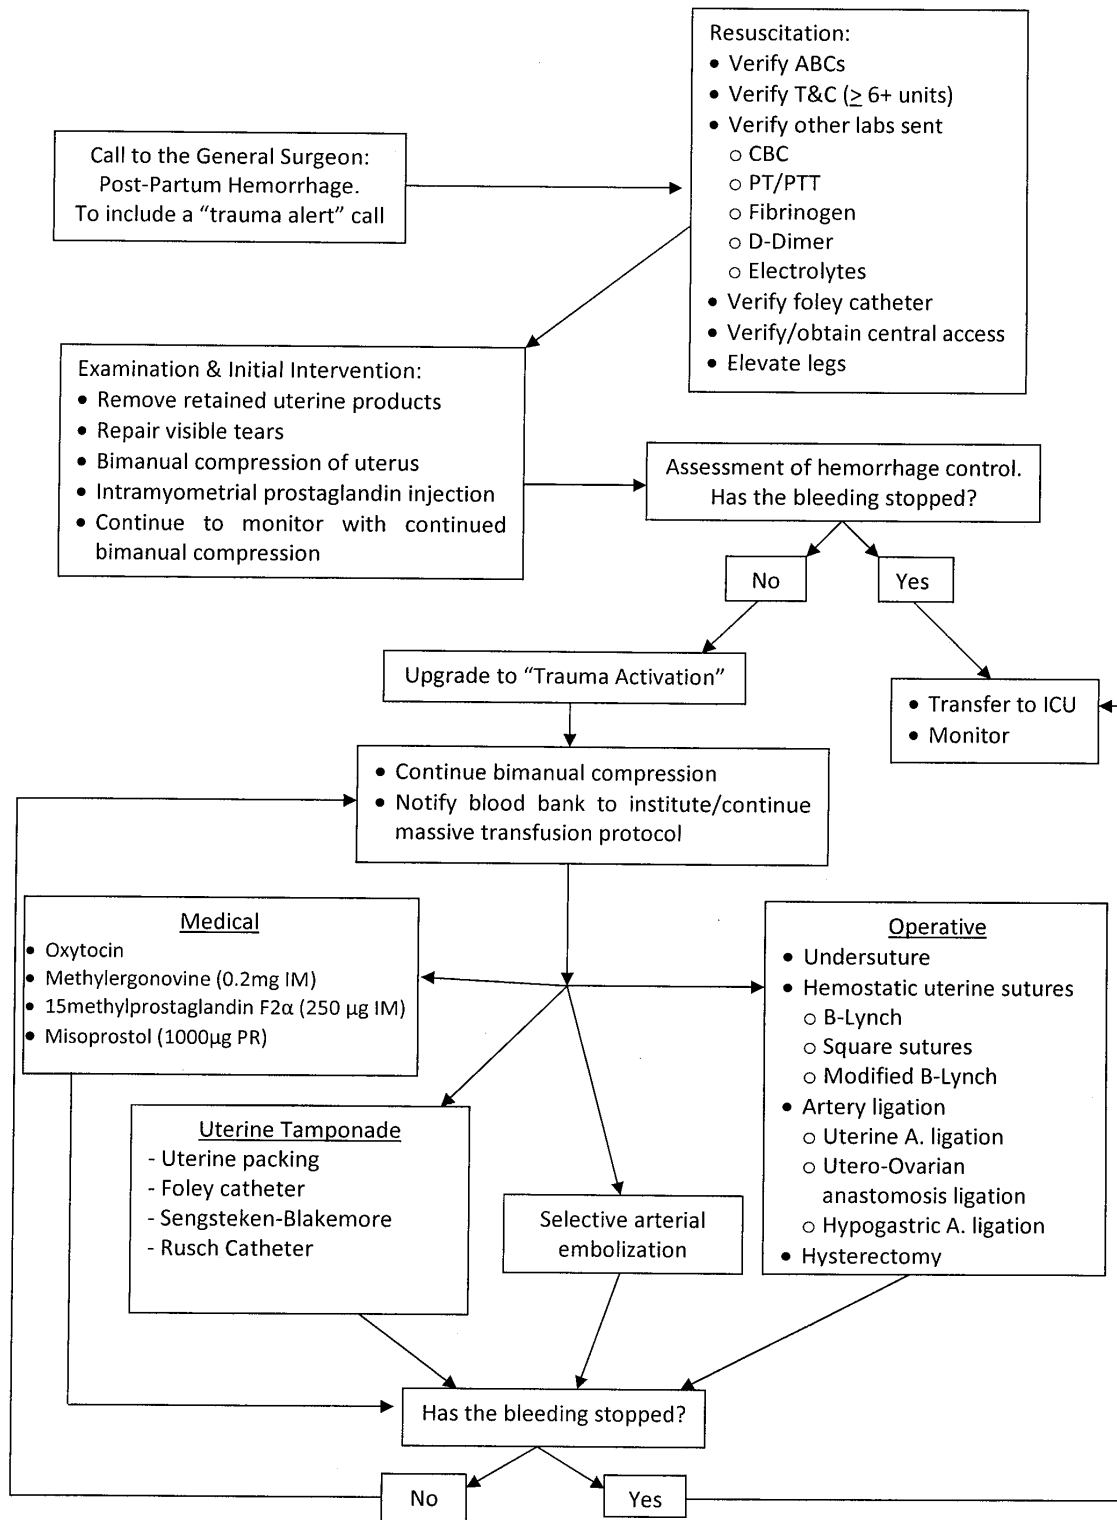 Resuscitation:
• Verify ABCs
• Verify T&C (≥ 6+ units)
• Verify other labs sent
o CBC
o PT/PTT
o Fibrinogen
o D-Dimer
o Electrolytes
• Verify foley catheter
• Verify/obtain central access
• Elevate legs
Call to the General Surgeon:
Post-Partum Hemorrhage.
To include a “trauma alert” call
Examination & Initial Intervention:
• Remove retained uterine products
• Repair visible tears
• Bimanual compression of uterus
• Intramyometrial prostaglandin injection
• Continue to monitor with continued
bimanual compression
Assessment of hemorrhage control.
Has the bleeding stopped?
No
Yes
Upgrade to “Trauma Activation”
• Transfer to ICU
• Monitor
• Continue bimanual compression
• Notify blood bank to institute/continue
massive transfusion protocol
Medical
• Oxytocin
• Methylergonovine (0.2mg IM)
• 15methylprostaglandin F2α (250 µg IM)
• Misoprostol (1000µg PR)
Operative
• Undersuture
• Hemostatic uterine sutures
o B-Lynch
o Square sutures
o Modified B-Lynch
• Artery ligation
o Uterine A. ligation
o Utero-Ovarian
anastomosis ligation
o Hypogastric A. ligation
• Hysterectomy
Uterine Tamponade
- Uterine packing
- Foley catheter
- Sengsteken-Blakemore
- Rusch Catheter
Selective arterial
embolization
Has the bleeding stopped?
No
Yes